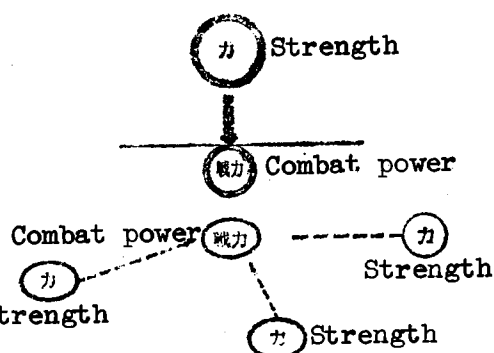 力 Strength
戦力 Combat power
Combat power 戦力 力
力 Strength
trength
力 Strength